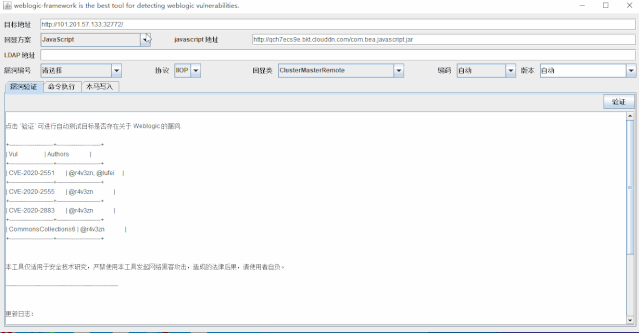 weblogic-framework is the best tool for detecting weblogic vulnerabilities.
目标地址 http://101.201.57.133:32772/
回显方案 JavaScript javascript 地址 http://qch7ecs9e.bkt.clouddn.com/com.bea.javascript.jar
LDAP 地址
漏洞编号 请选择 协议 IIOP 回显类 ClusterMasterRemote 编码 自动 版本 自动
漏洞验证 命令执行 木马写入
验证
点击 "验证" 可进行自动测试目标是否存在关于 Weblogic 的漏洞.
| Vul | Authors |
| CVE-2020-2551 | @r4v3zn, @lufei |
| CVE-2020-2555 | @r4v3zn |
| CVE-2020-2883 | @r4v3zn |
| CommonsCollections6 | @r4v3zn |
本工具仅适用于安全技术研究，严禁使用本工具发起网络黑客攻击，造成的法律后果，请使用者自负。
更新日志：